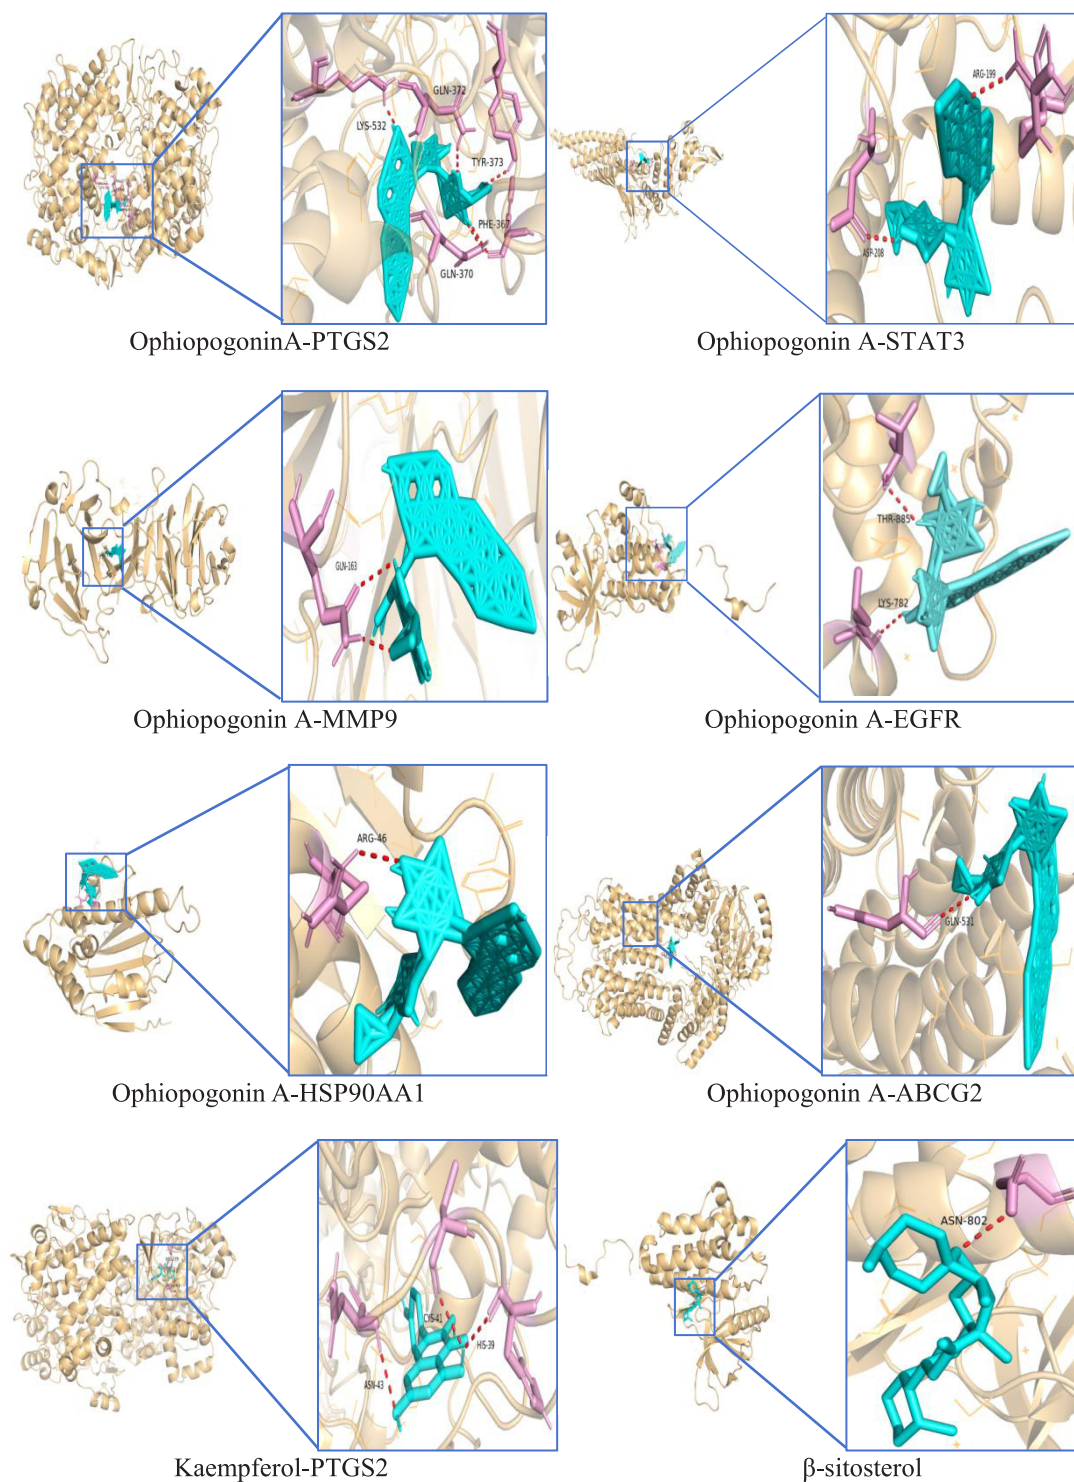 GLN-372
LYS-532
TYR-373
PHE-367
GLN-370
ARG-199
ASP-208
OphiopogoninA-PTGS2
Ophiopogonin A-STAT3
GLN-163
THR-885
LYS-782
Ophiopogonin A-MMP9
Ophiopogonin A-EGFR
ARG-46
GLN-531
Ophiopogonin A-HSP90AA1
Ophiopogonin A-ABCG2
CYS-41
HIS-39
ASN-43
ASN-802
Kaempferol-PTGS2
β-sitosterol